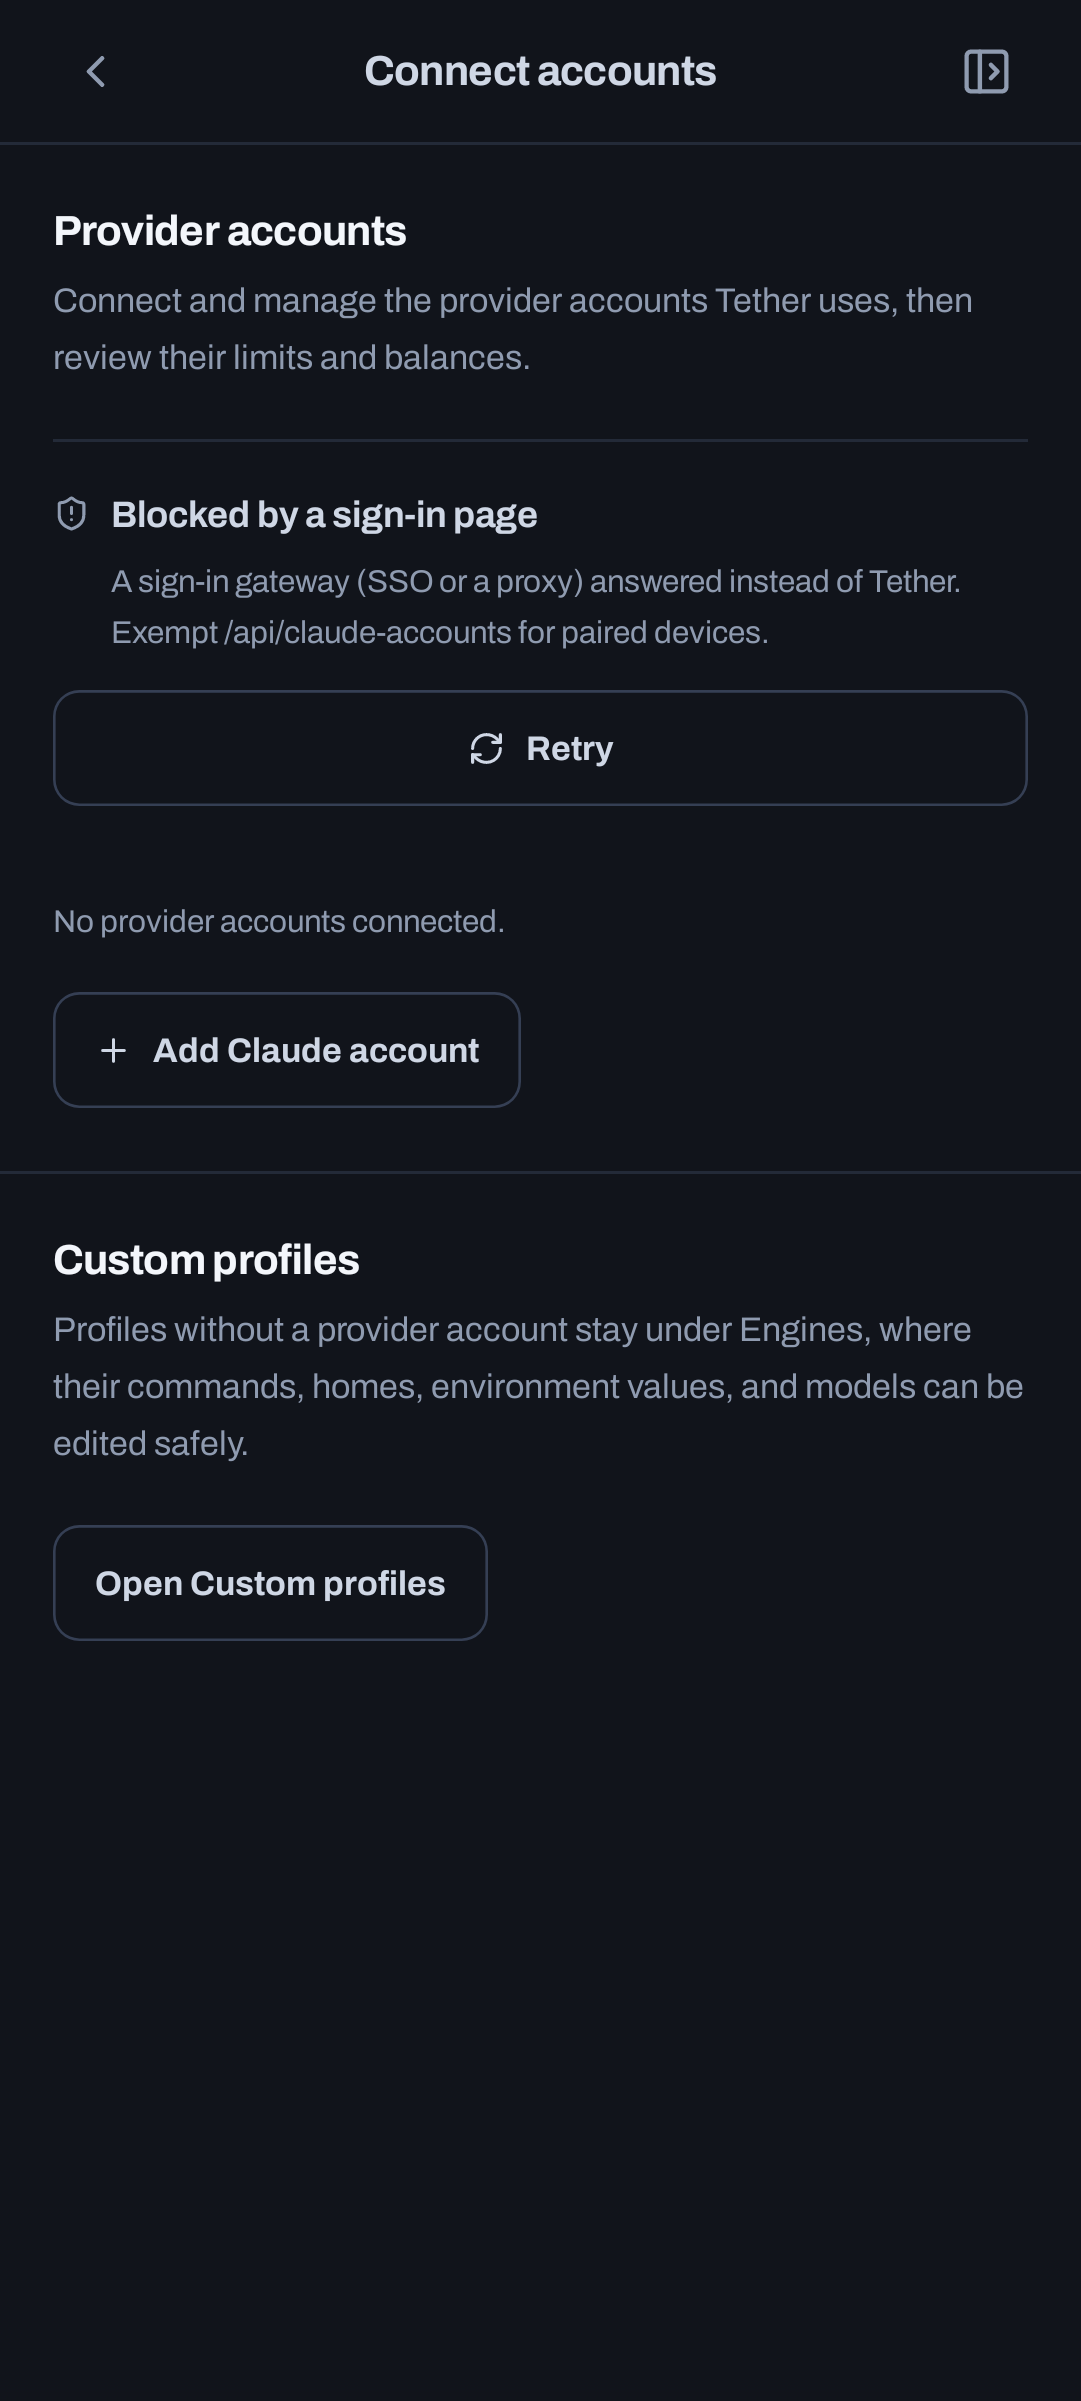 Connect accounts
Provider accounts
Connect and manage the provider accounts Tether uses, then
review their limits and balances.
Blocked by a sign-in page
A sign-in gateway (SSO or a proxy) answered instead of Tether.
Exempt /api/claude-accounts for paired devices.
Retry
No provider accounts connected.
Add Claude account
Custom profiles
Profiles without a provider account stay under Engines, where
their commands, homes, environment values, and models can be
edited safely.
Open Custom profiles